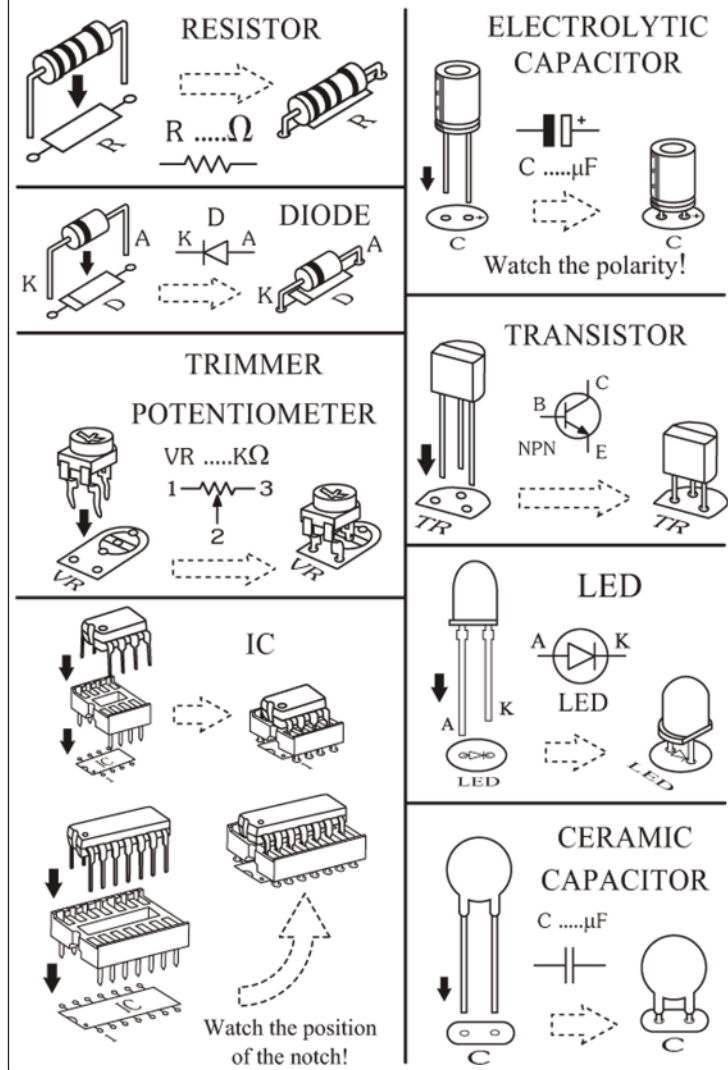 RESISTOR
R
R .....Ω
R
DIODE
D
K A
A
K
D
A
K
D
TRIMMER
POTENTIOMETER
VR .....KΩ
1 3
2
VR
VR
IC
IC
1
1
IC
1
Watch the position
of the notch!
ELECTROLYTIC
CAPACITOR
+
C .....μF
+
C
+
C
Watch the polarity!
TRANSISTOR
C
B
NPN
E
TR
TR
LED
A K
LED
K
A
LED
LED
CERAMIC
CAPACITOR
C .....μF
C
C